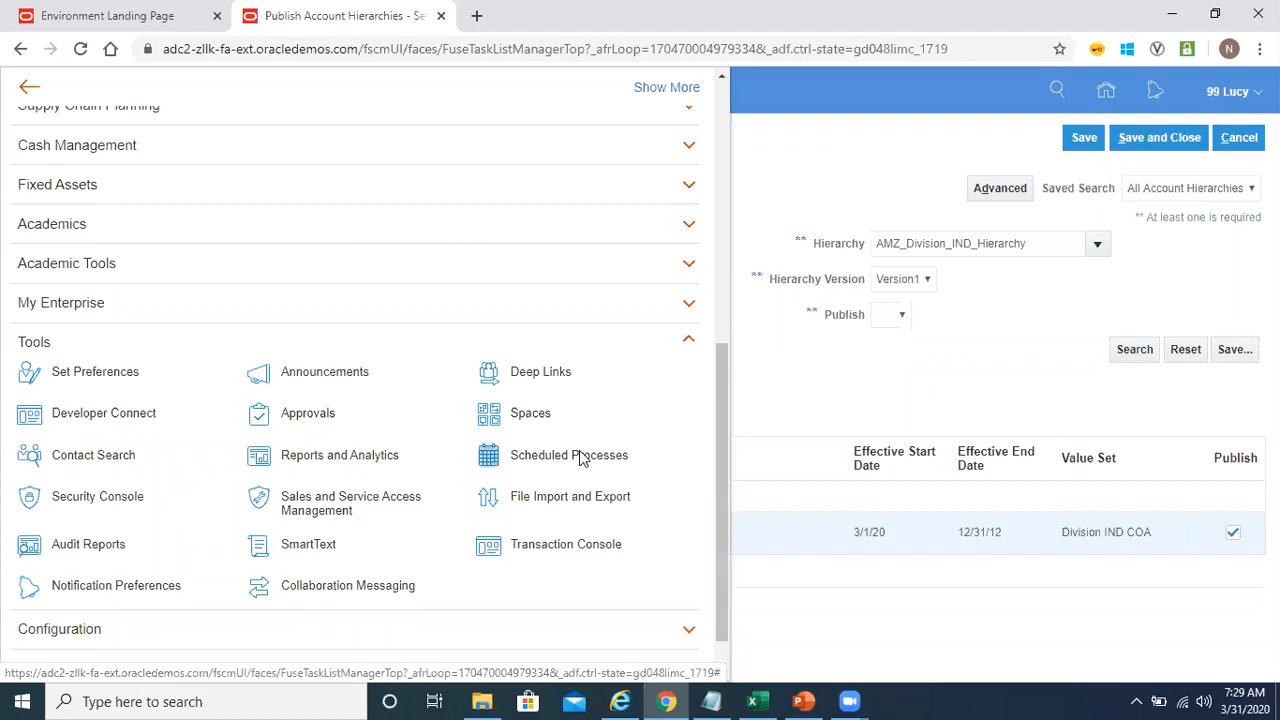 Environment Landing Page
Publish Account Hierarchies - Se
adc2-zllk-fa-ext.oracledemos.com/fscmUI/faces/FuseTaskListManagerTop?_afrLoop=170470004979334&_adf.ctrl-state=gd048limc_1719
N
Show More
99 Lucy
Supply Chain Planning
Cash Management
Save
Save and Close
Cancel
Fixed Assets
Advanced
Saved Search
All Account Hierarchies
** At least one is required
Academics
** Hierarchy
AMZ_Division_IND_Hierarchy
Academic Tools
** Hierarchy Version
Version1
My Enterprise
** Publish
Tools
Search
Reset
Save...
Set Preferences
Announcements
Deep Links
Developer Connect
Approvals
Spaces
Contact Search
Reports and Analytics
Scheduled Processes
Effective Start
Date
Effective End
Date
Value Set
Publish
Security Console
Sales and Service Access
Management
File Import and Export
Audit Reports
SmartText
Transaction Console
3/1/20
12/31/12
Division IND COA
Notification Preferences
Collaboration Messaging
Configuration
https://adc2-zllk-fa-ext.oracledemos.com/fscmUI/faces/FuseTaskListManagerTop?_afrLoop=170470004979334&_adf.ctrl-state=gd048limc_1719#
Type here to search
7:29 AM
3/31/2020